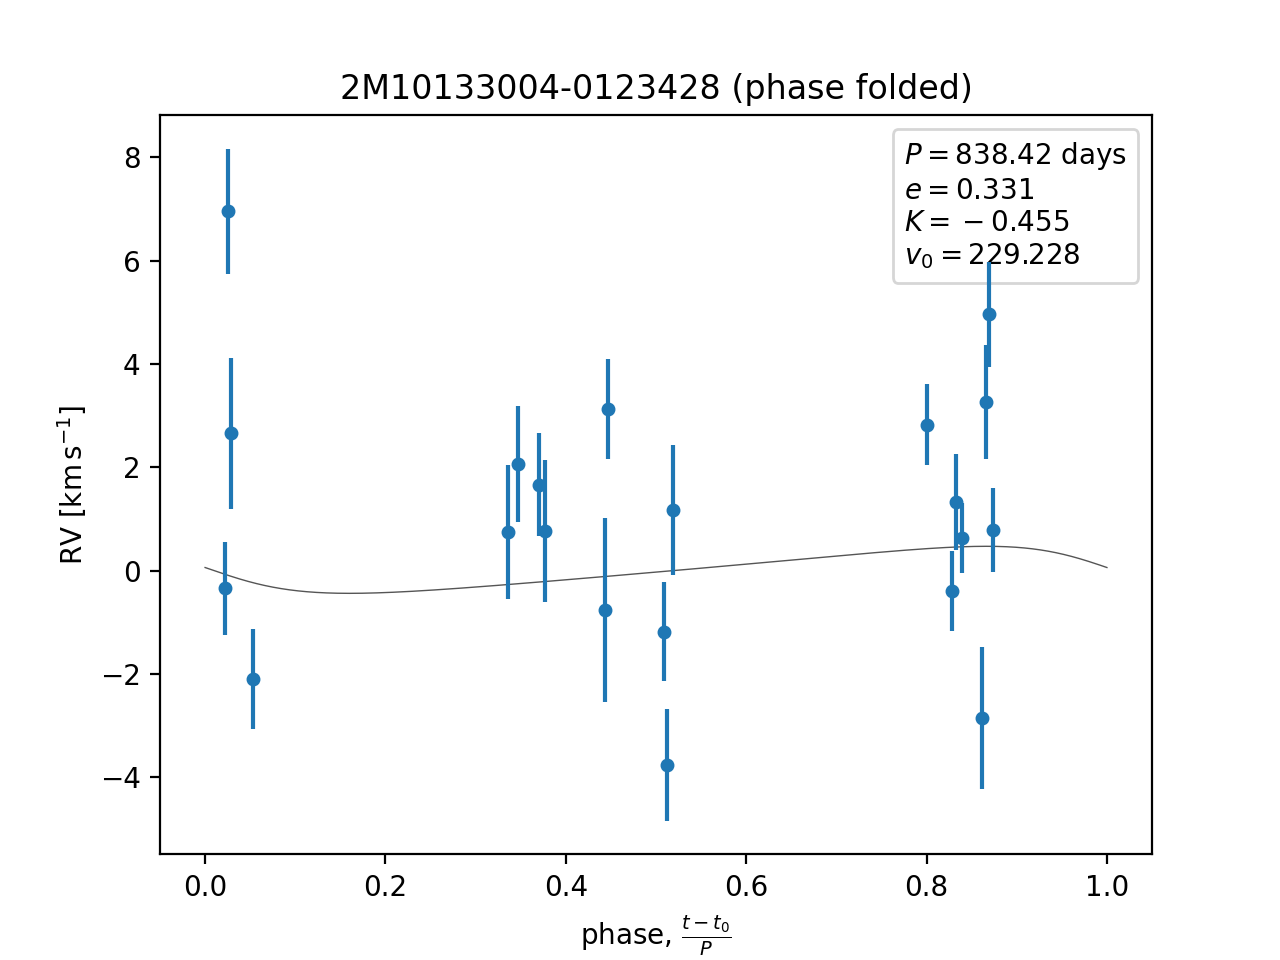 2M10133004-0123428 (phase folded)
P = 838.42 days
e = 0.331
K = −0.455
v₀ = 229.228
RV [km s⁻¹]
8
6
4
2
0
−2
−4
0.0 0.2 0.4 0.6 0.8 1.0
phase, (t − t₀)/P